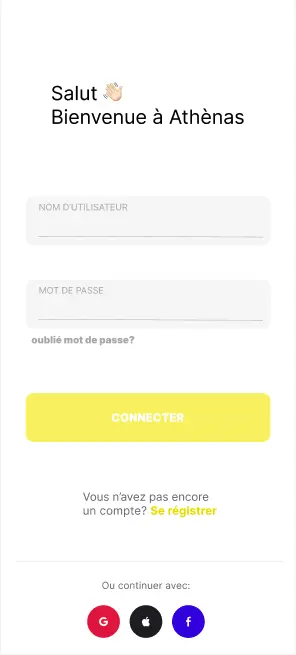 Salut 👋🏻
Bienvenue à Athènas
NOM D'UTILISATEUR
MOT DE PASSE
oublié mot de passe?
CONNECTER
Vous n'avez pas encore
un compte? Se régistrer
Ou continuer avec:
G
f